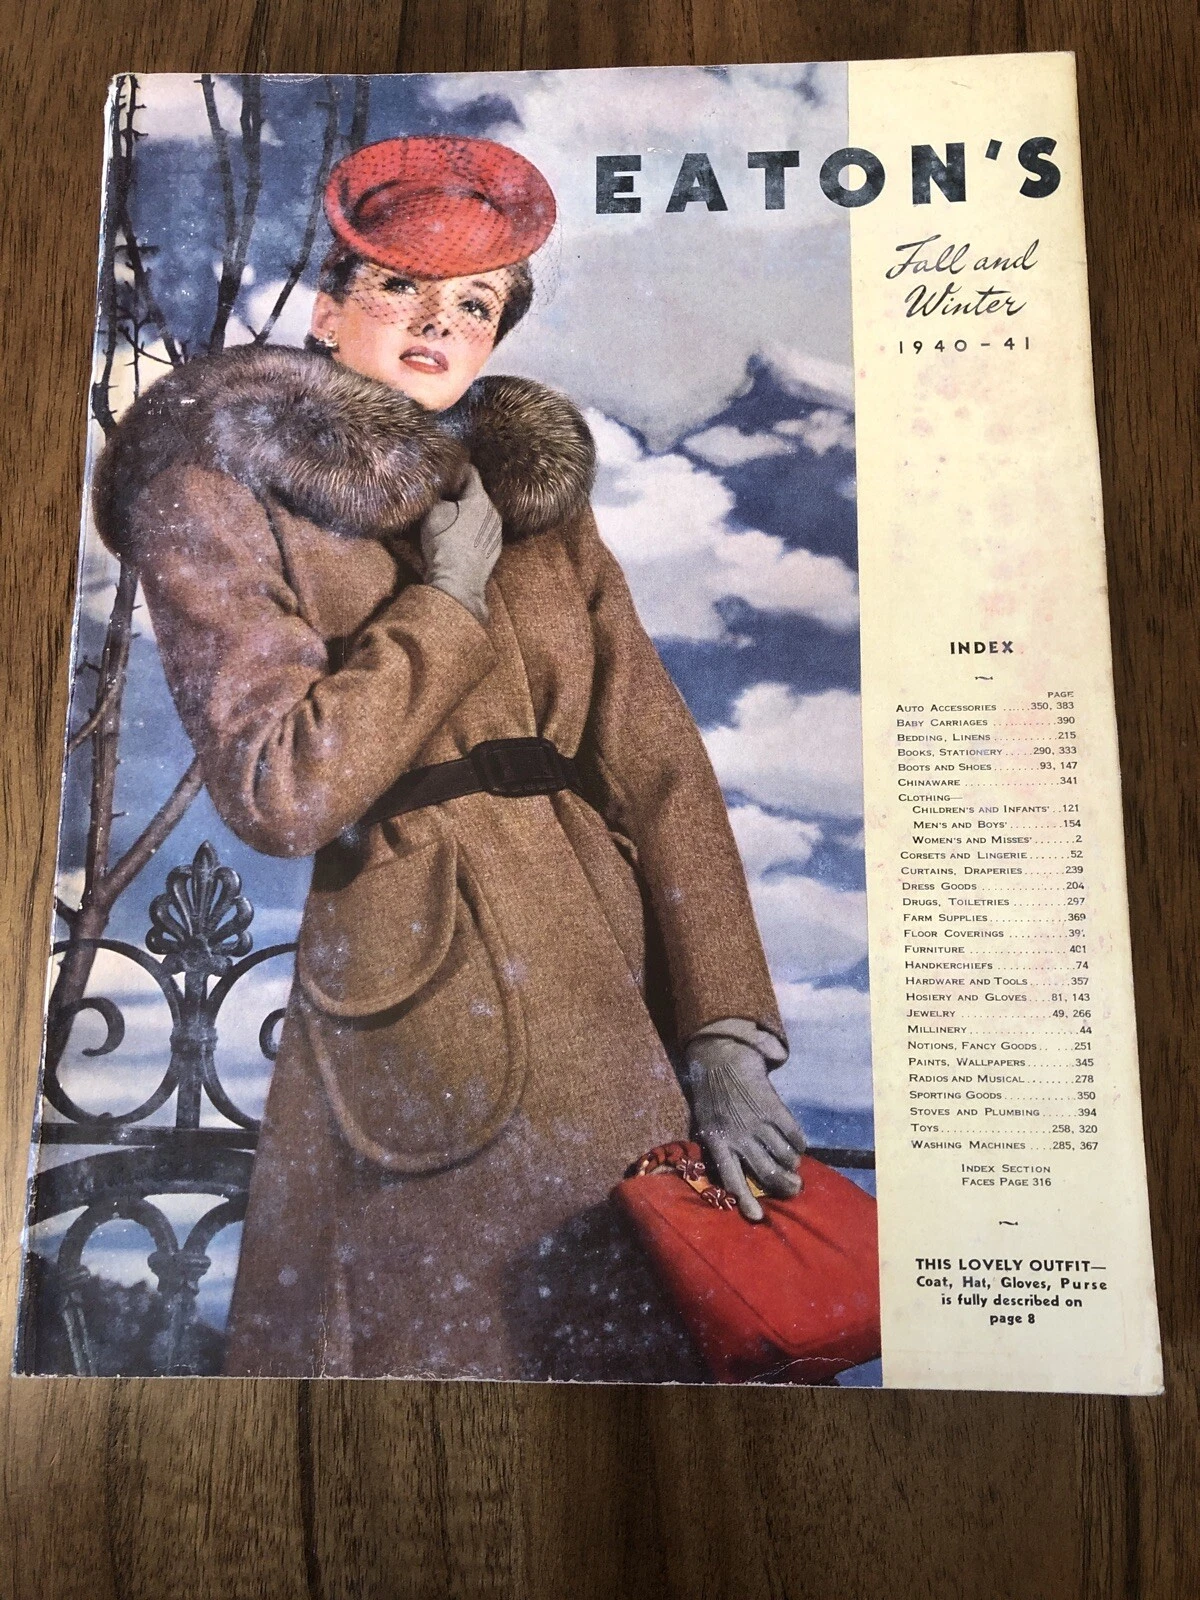 EATON'S
Fall and
Winter
1940-41
INDEX
PAGE
AUTO ACCESSORIES ......350, 383
BABY CARRIAGES ...........390
BEDDING, LINENS ...........215
BOOKS, STATIONERY .....290, 333
BOOTS AND SHOES ........93, 147
CHINAWARE ................341
CLOTHING—
CHILDREN'S AND INFANTS' ..121
MEN'S AND BOYS' .........154
WOMEN'S AND MISSES' .......2
CORSETS AND LINGERIE .......52
CURTAINS, DRAPERIES .......239
DRESS GOODS ..............204
DRUGS, TOILETRIES .........297
FARM SUPPLIES ............369
FLOOR COVERINGS ..........
FURNITURE ................401
HANDKERCHIEFS ............74
HARDWARE AND TOOLS .......357
HOSIERY AND GLOVES ....81, 143
JEWELRY ................49, 266
MILLINERY ..................44
NOTIONS, FANCY GOODS .. ...251
PAINTS, WALLPAPERS ........345
RADIOS AND MUSICAL ........278
SPORTING GOODS ............350
STOVES AND PLUMBING ......394
TOYS ..................258, 320
WASHING MACHINES ....285, 367
INDEX SECTION
FACES PAGE 316
THIS LOVELY OUTFIT—
Coat, Hat, Gloves, Purse
is fully described on
page 8